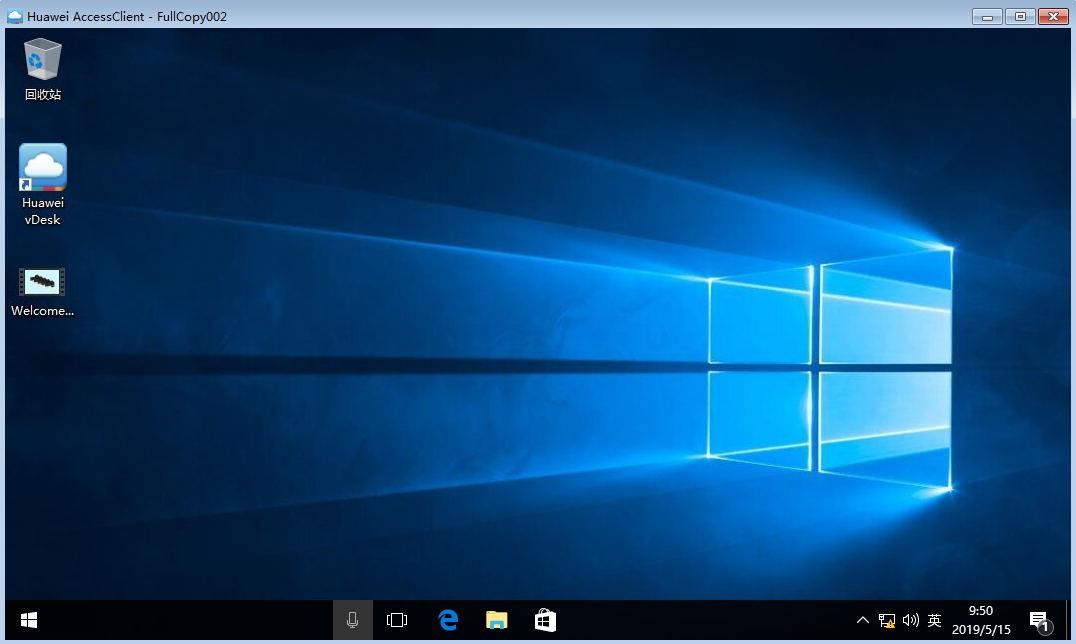 Huawei AccessClient - FullCopy002
回收站
Huawei
vDesk
Welcome...
英
9:50
2019/5/15
1